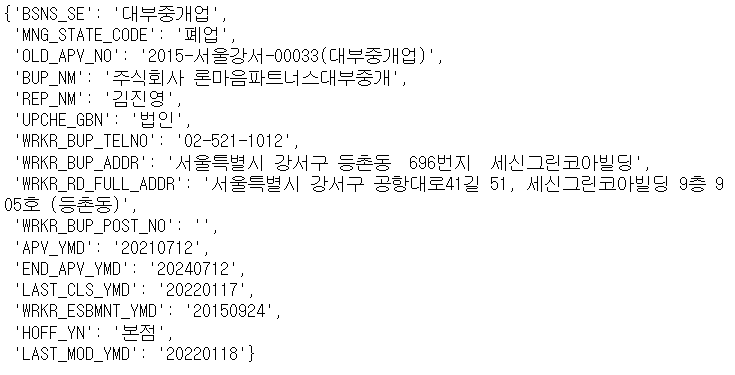 {'BSNS_SE': '대부중개업',
'MNG_STATE_CODE': '폐업',
'OLD_APV_NO': '2015-서울강서-00033(대부중개업)',
'BUP_NM': '주식회사 론마음파트너스대부중개',
'REP_NM': '김진영',
'UPCHE_GBN': '법인',
'WRKR_BUP_TELNO': '02-521-1012',
'WRKR_BUP_ADDR': '서울특별시 강서구 등촌동  696번지  세신그린코아빌딩',
'WRKR_RD_FULL_ADDR': '서울특별시 강서구 공항대로41길 51, 세신그린코아빌딩 9층 9
05호 (등촌동)',
'WRKR_BUP_POST_NO': '',
'APV_YMD': '20210712',
'END_APV_YMD': '20240712',
'LAST_CLS_YMD': '20220117',
'WRKR_ESBMNT_YMD': '20150924',
'HOFF_YN': '본점',
'LAST_MOD_YMD': '20220118'}